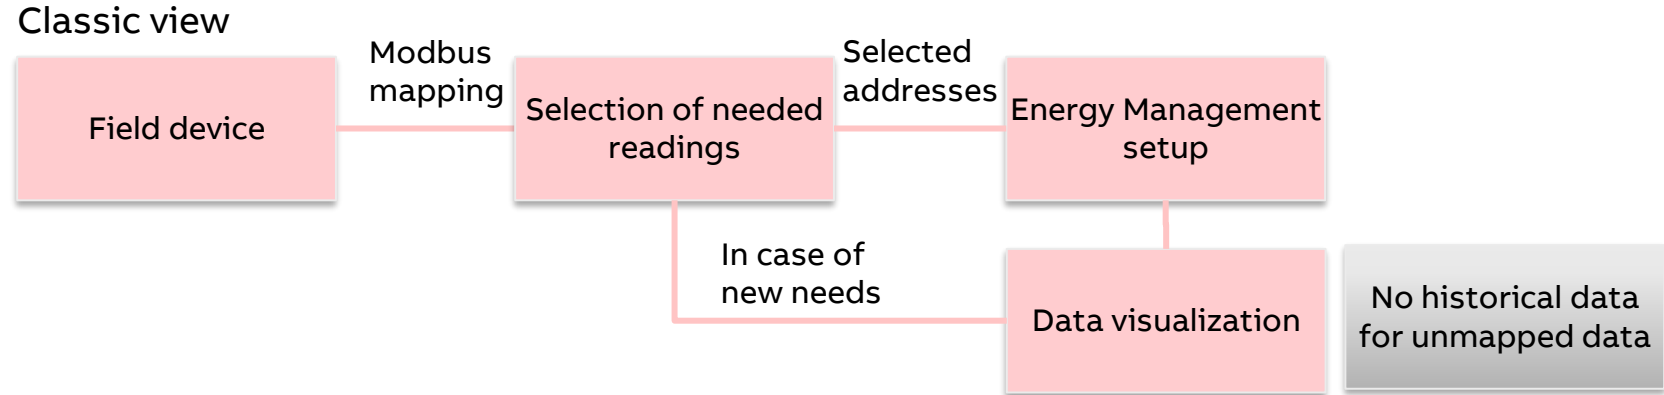 Classic view
Field device
Modbus
mapping
Selection of needed
readings
Selected
addresses
Energy Management
setup
In case of
new needs
Data visualization
No historical data
for unmapped data